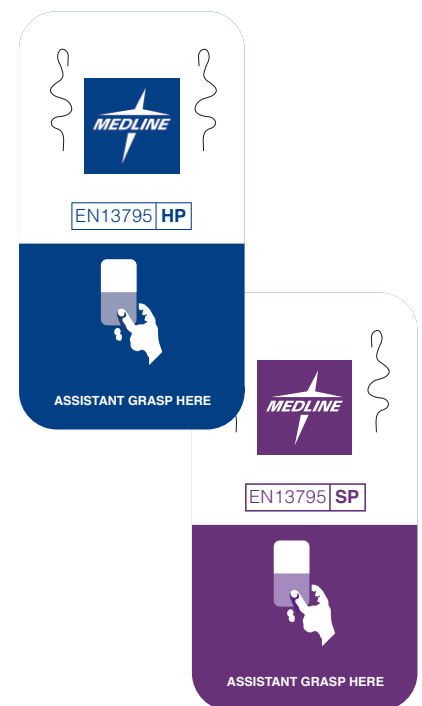 MEDLINE
EN13795 HP
ASSISTANT GRASP HERE
MEDLINE
EN13795 SP
ASSISTANT GRASP HERE